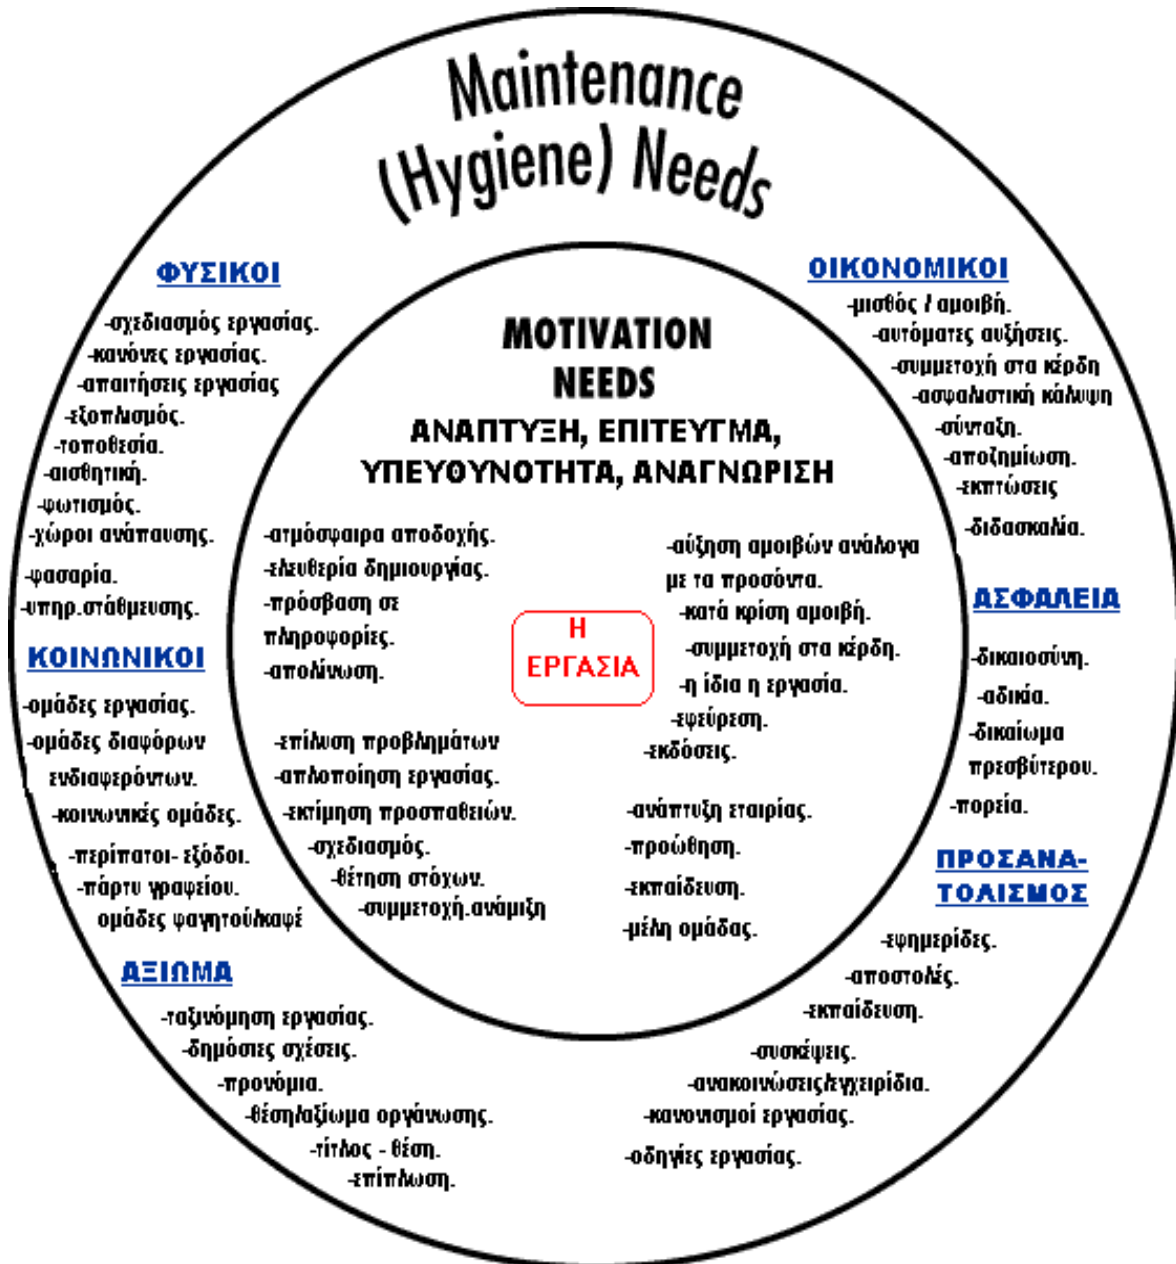 Maintenance
(Hygiene) Needs
ΦΥΣΙΚΟΙ
-σχεδιασμός εργασίας.
-κανόνες εργασίας.
-απαιτήσεις εργασίας
-εξοπλισμός.
-τοποθεσία.
-αισθητική.
-φωτισμός.
-χώροι ανάπαυσης.
-φασαρία.
-υπηρ.στάθμευσης.
ΚΟΙΝΩΝΙΚΟΙ
-ομάδες εργασίας.
-ομάδες διαφόρων
ενδιαφερόντων.
-κοινωνικές ομάδες.
-περίπατοι- εξόδοι.
-πάρτυ γραφείου.
ομάδες φαγητού/καφέ
ΑΞΙΩΜΑ
-ταξινόμηση εργασίας.
-δημόσιες σχέσεις.
-προνόμια.
-θέση/αξίωμα οργάνωσης.
-τίτλος - θέση.
-επίπλωση.
MOTIVATION
NEEDS
ΑΝΑΠΤΥΞΗ, ΕΠΙΤΕΥΓΜΑ,
ΥΠΕΥΘΥΝΟΤΗΤΑ, ΑΝΑΓΝΩΡΙΣΗ
-ατμόσφαιρα αποδοχής.
-ελευθερία δημιουργίας.
-πρόσβαση σε
πληροφορίες.
-απολίνωση.
-επίλυση προβλημάτων
-απλοποίηση εργασίας.
-εκτίμηση προσπαθειών.
-σχεδιασμός.
-θέτηση στόχων.
-συμμετοχή.ανάμιξη
Η
ΕΡΓΑΣΙΑ
-αύξηση αμοιβών ανάλογα
με τα προσόντα.
-κατά κρίση αμοιβή.
-συμμετοχή στα κέρδη.
-η ίδια η εργασία.
-εφεύρεση.
-εκδόσεις.
-ανάπτυξη εταιρίας.
-προώθηση.
-εκπαίδευση.
-μέλη ομάδας.
ΟΙΚΟΝΟΜΙΚΟΙ
-μισθός / αμοιβή.
-αυτόματες αυξήσεις.
-συμμετοχή στα κέρδη
-ασφαλιστική κάλυψη
-σύνταξη.
-αποζημίωση.
-εκπτώσεις
-διδασκαλία.
ΑΣΦΑΛΕΙΑ
-δικαιοσύνη.
-αδικία.
-δικαίωμα
πρεσβύτερου.
-πορεία.
ΠΡΟΣΑΝΑ-
ΤΟΛΙΣΜΟΣ
-εφημερίδες.
-αποστολές.
-εκπαίδευση.
-συσκέψεις.
-ανακοινώσεις/εγχειρίδια.
-κανονισμοί εργασίας.
-οδηγίες εργασίας.